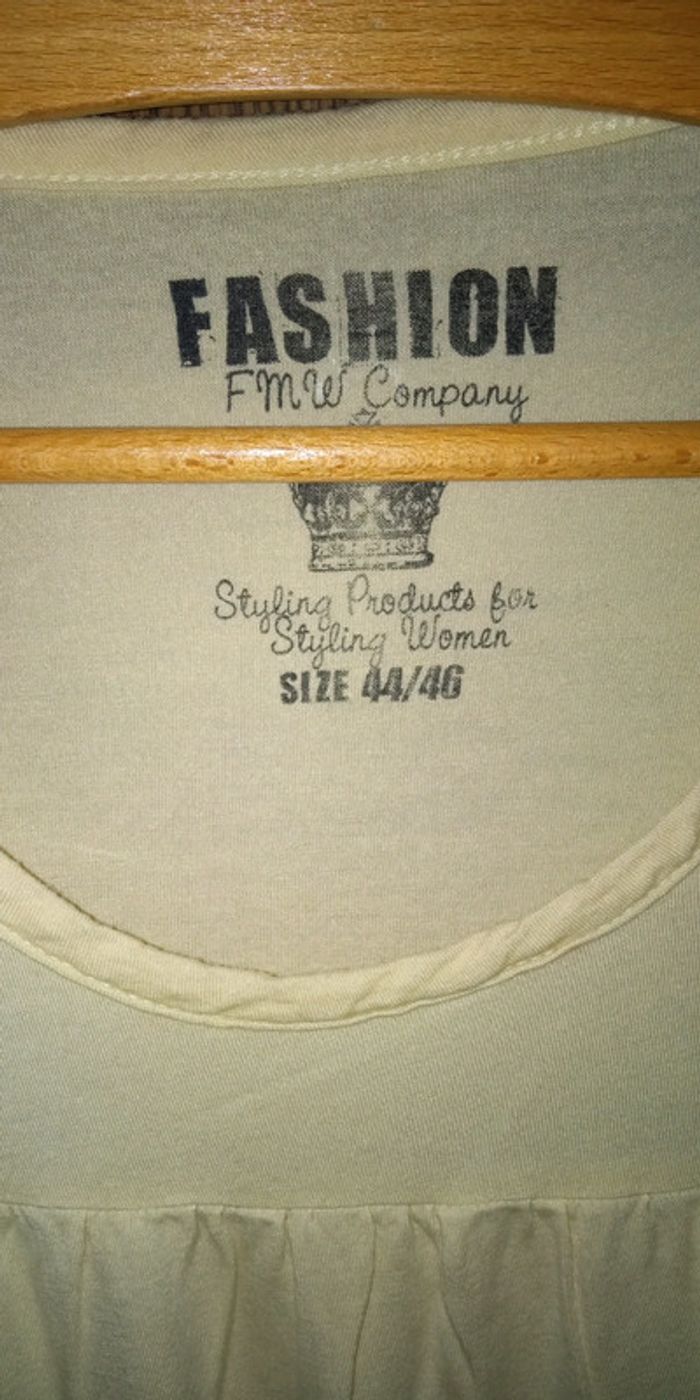 FASHION
FMW Company
Styling Products for
Styling Women
SIZE 44/46